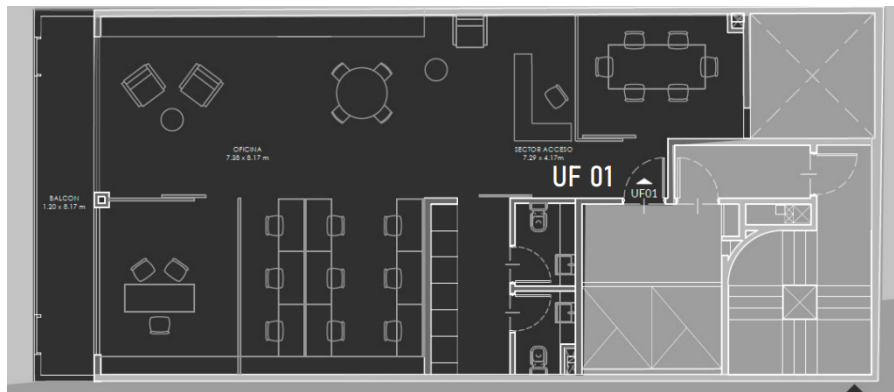 OFICINA
7.38 x 8.17 m
SECTOR ACCESO
7.29 x 4.17m
UF 01
UF01
BALCON
1.20 x 8.17 m